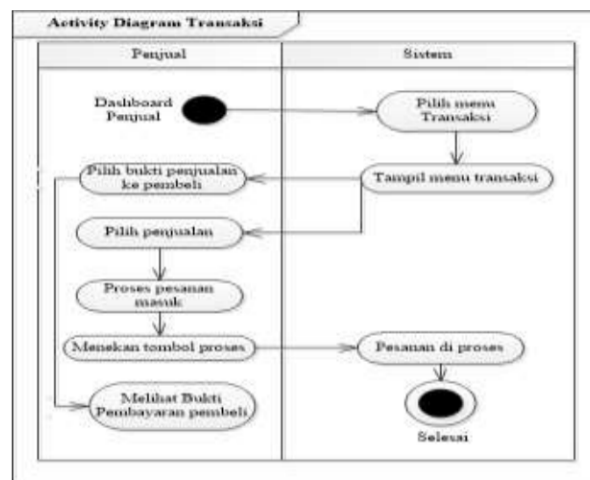 Activity Diagram Transaksi
Penjual
Sistem
Dashboard
Penjual
Pilih menu
Transaksi
Pilih bukti penjualan
ke pembeli
Tampil menu transaksi
Pilih penjualan
Proses pesanan
masuk
Menekan tombol proses
Pesanan di proses
Melihat Bukti
Pembayaran pembeli
Selesai